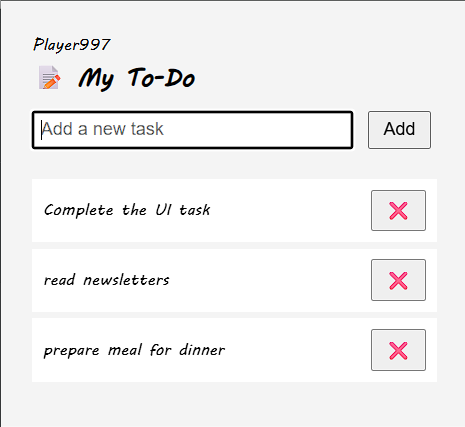 Player997
My To-Do
Add a new task
Add
Complete the UI task
read newsletters
prepare meal for dinner